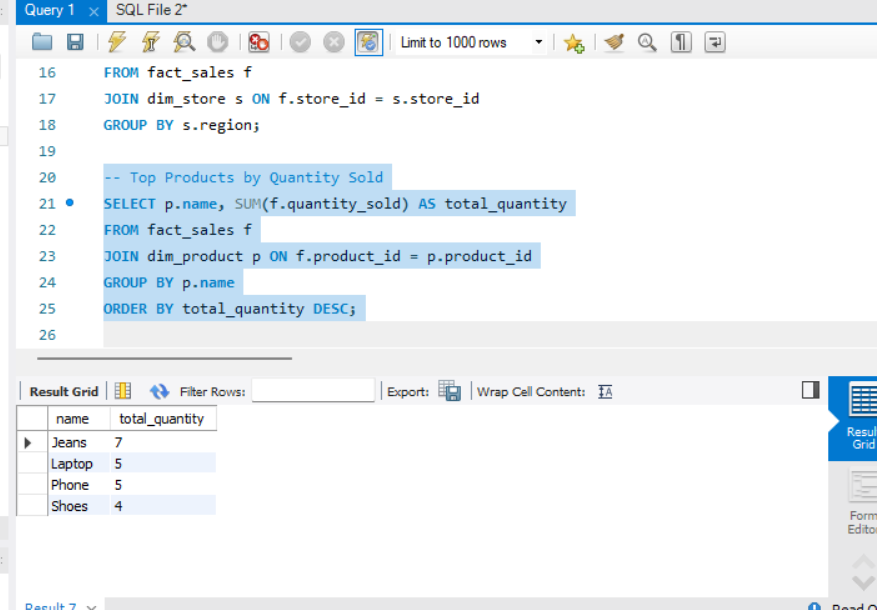 Query 1
SQL File 2*
Limit to 1000 rows
16 FROM fact_sales f
17 JOIN dim_store s ON f.store_id = s.store_id
18 GROUP BY s.region;
19
20 -- Top Products by Quantity Sold
21 SELECT p.name, SUM(f.quantity_sold) AS total_quantity
22 FROM fact_sales f
23 JOIN dim_product p ON f.product_id = p.product_id
24 GROUP BY p.name
25 ORDER BY total_quantity DESC;
26
Result Grid
Filter Rows:
Export:
Wrap Cell Content:
name total_quantity
Jeans 7
Laptop 5
Phone 5
Shoes 4
Result
Grid
Form
Editor
Result 7
Read O